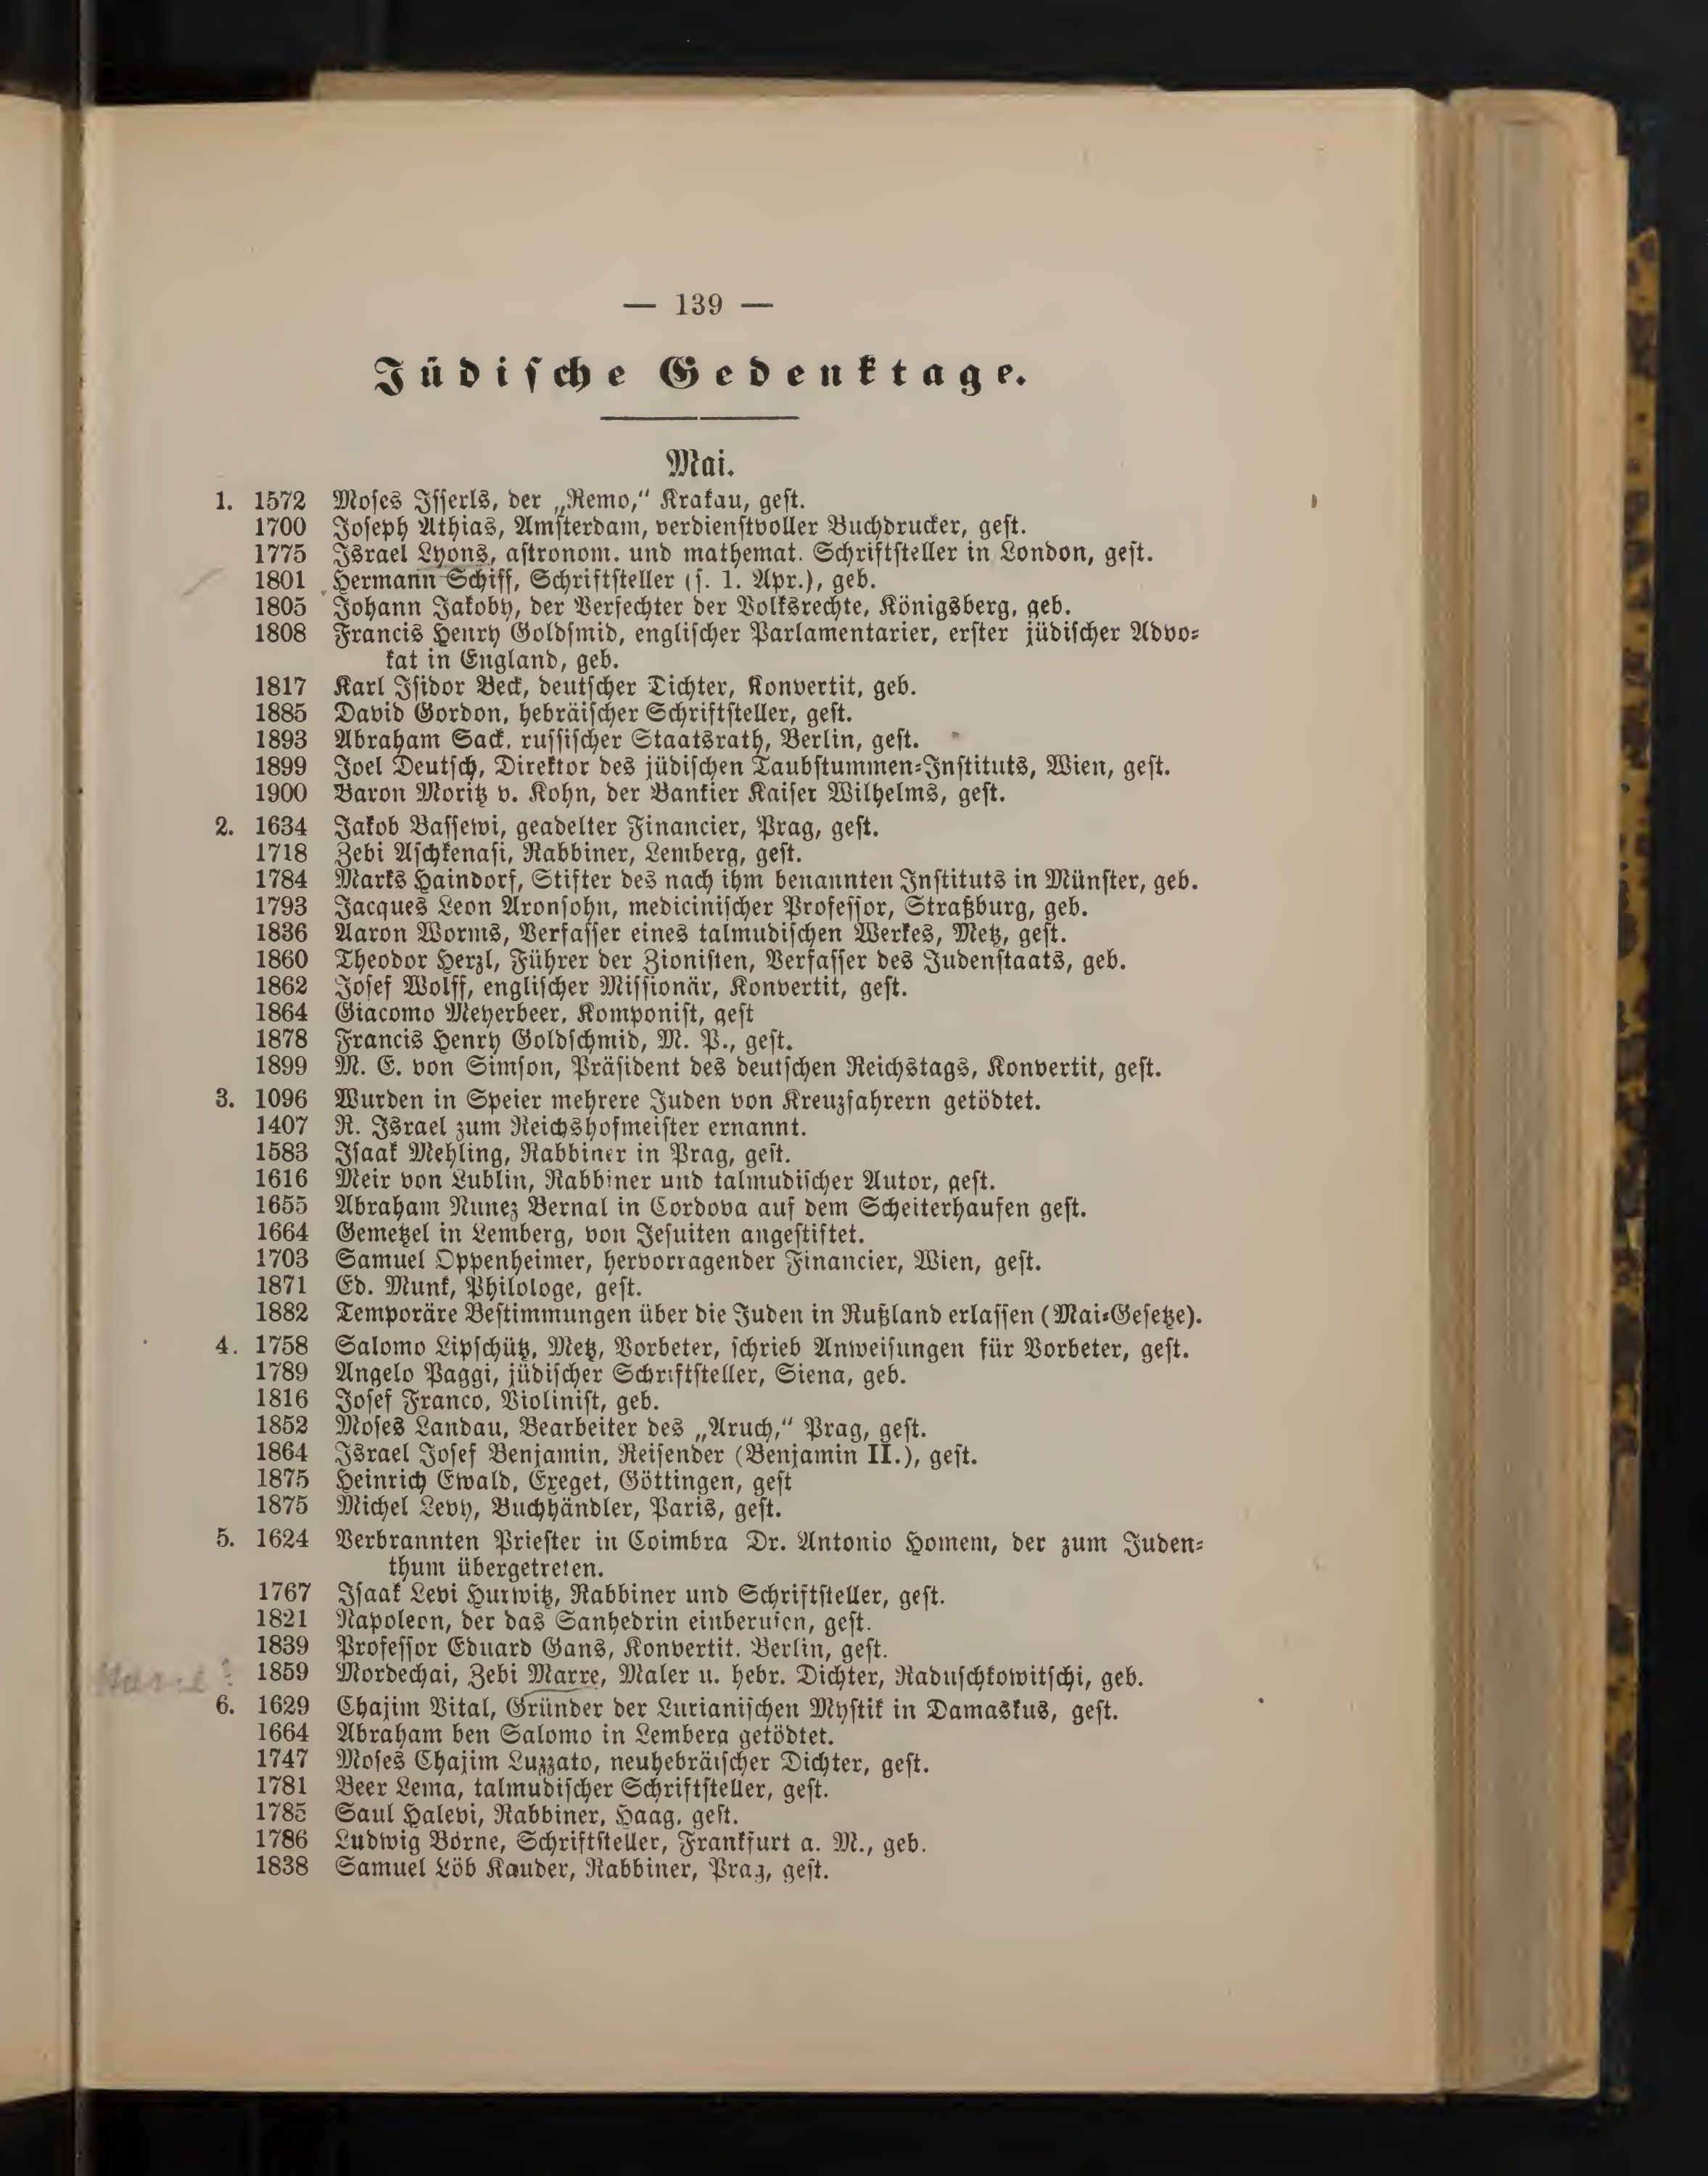 — 139 —
Jüdische Gedenktage.
Mai.
1. 1572 Moses Isserls, der „Remo,“ Krakau, gest.
1700 Joseph Athias, Amsterdam, verdienstvoller Buchdrucker, gest.
1775 Israel Lyons, astronom. und mathemat. Schriftsteller in London, gest.
1801 Hermann Schiff, Schriftsteller (s. 1. Apr.), geb.
1805 Johann Jakoby, der Verfechter der Volksrechte, Königsberg, geb.
1808 Francis Henry Goldsmid, englischer Parlamentarier, erster jüdischer Advo-
kat in England, geb.
1817 Karl Isidor Beck, deutscher Dichter, Konvertit, geb.
1885 David Gordon, hebräischer Schriftsteller, gest.
1893 Abraham Sack, russischer Staatsrath, Berlin, gest.
1899 Joel Deutsch, Direktor des jüdischen Taubstummen-Instituts, Wien, gest.
1900 Baron Moritz v. Kohn, der Bankier Kaiser Wilhelms, gest.
2. 1634 Jakob Bassewi, geadelter Financier, Prag, gest.
1718 Zebi Aschkenasi, Rabbiner, Lemberg, gest.
1784 Marks Haindorf, Stifter des nach ihm benannten Instituts in Münster, geb.
1793 Jacques Leon Aronsohn, medicinischer Professor, Straßburg, geb.
1836 Aaron Worms, Verfasser eines talmudischen Werkes, Metz, gest.
1860 Theodor Herzl, Führer der Zionisten, Verfasser des Judenstaats, geb.
1862 Josef Wolff, englischer Missionär, Konvertit, gest.
1864 Giacomo Meyerbeer, Komponist, gest
1878 Francis Henry Goldschmid, M. P., gest.
1899 M. E. von Simson, Präsident des deutschen Reichstags, Konvertit, gest.
3. 1096 Wurden in Speier mehrere Juden von Kreuzfahrern getödtet.
1407 R. Israel zum Reichshofmeister ernannt.
1583 Isaak Mehling, Rabbiner in Prag, gest.
1616 Meir von Lublin, Rabbiner und talmudischer Autor, gest.
1655 Abraham Nunez Bernal in Cordova auf dem Scheiterhaufen gest.
1664 Gemetzel in Lemberg, von Jesuiten angestiftet.
1703 Samuel Oppenheimer, hervorragender Financier, Wien, gest.
1871 Ed. Munk, Philologe, gest.
1882 Temporäre Bestimmungen über die Juden in Rußland erlassen (Mai-Gesetze).
4. 1758 Salomo Lipschütz, Metz, Vorbeter, schrieb Anweisungen für Vorbeter, gest.
1789 Angelo Paggi, jüdischer Schriftsteller, Siena, geb.
1816 Josef Franco, Violinist, geb.
1852 Moses Landau, Bearbeiter des „Aruch,“ Prag, gest.
1864 Israel Josef Benjamin, Reisender (Benjamin II.), gest.
1875 Heinrich Ewald, Exeget, Göttingen, gest
1875 Michel Levy, Buchhändler, Paris, gest.
5. 1624 Verbrannten Priester in Coimbra Dr. Antonio Homem, der zum Juden-
thum übergetreten.
1767 Isaak Levi Hurwitz, Rabbiner und Schriftsteller, gest.
1821 Napoleon, der das Sanhedrin einberufen, gest.
1839 Professor Eduard Gans, Konvertit. Berlin, gest.
1859 Mordechai, Zebi Marre, Maler u. hebr. Dichter, Raduschkowitschi, geb.
6. 1629 Chajim Vital, Gründer der Lurianischen Mystik in Damaskus, gest.
1664 Abraham ben Salomo in Lemberg getödtet.
1747 Moses Chajim Luzzato, neuhebräischer Dichter, gest.
1781 Beer Lema, talmudischer Schriftsteller, gest.
1785 Saul Halevi, Rabbiner, Haag, gest.
1786 Ludwig Börne, Schriftsteller, Frankfurt a. M., geb.
1838 Samuel Löb Kauder, Rabbiner, Prag, gest.